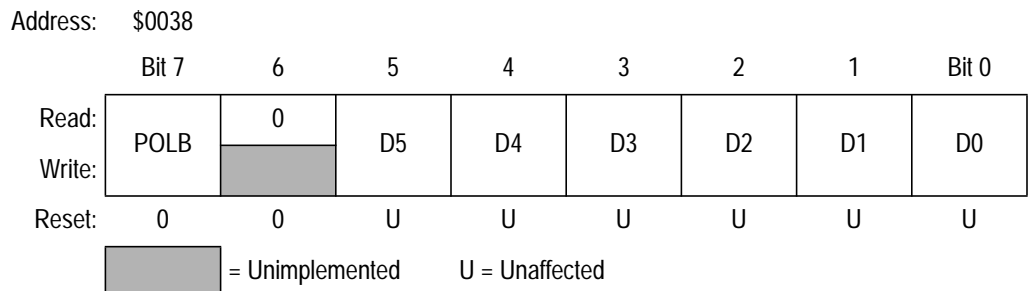 Address: $0038
Bit 7 6 5 4 3 2 1 Bit 0
Read: POLB 0 D5 D4 D3 D2 D1 D0
Write:
Reset: 0 0 U U U U U U
= Unimplemented U = Unaffected